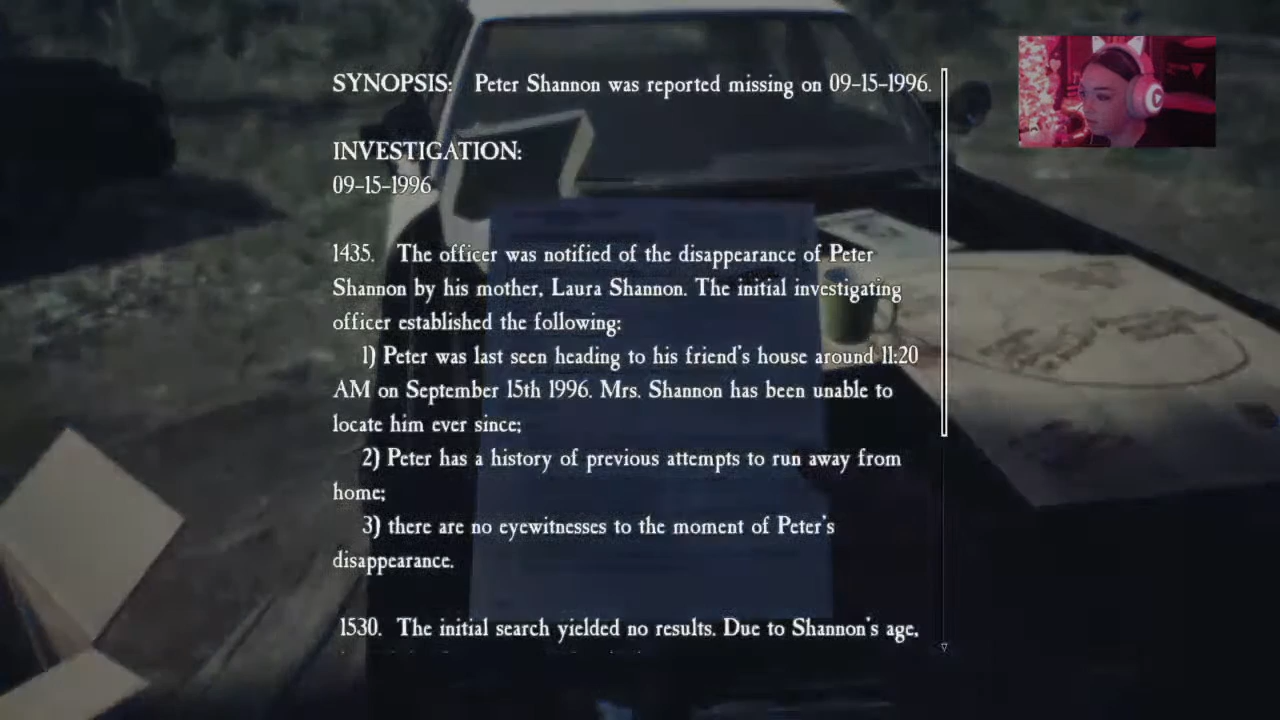 SYNOPSIS: Peter Shannon was reported missing on 09-15-1996.
INVESTIGATION:
09-15-1996
1435. The officer was notified of the disappearance of Peter
Shannon by his mother, Laura Shannon. The initial investigating
officer established the following:
1) Peter was last seen heading to his friend's house around 11:20
AM on September 15th 1996. Mrs. Shannon has been unable to
locate him ever since;
2) Peter has a history of previous attempts to run away from
home;
3) there are no eyewitnesses to the moment of Peter's
disappearance.
1530. The initial search yielded no results. Due to Shannon's age,